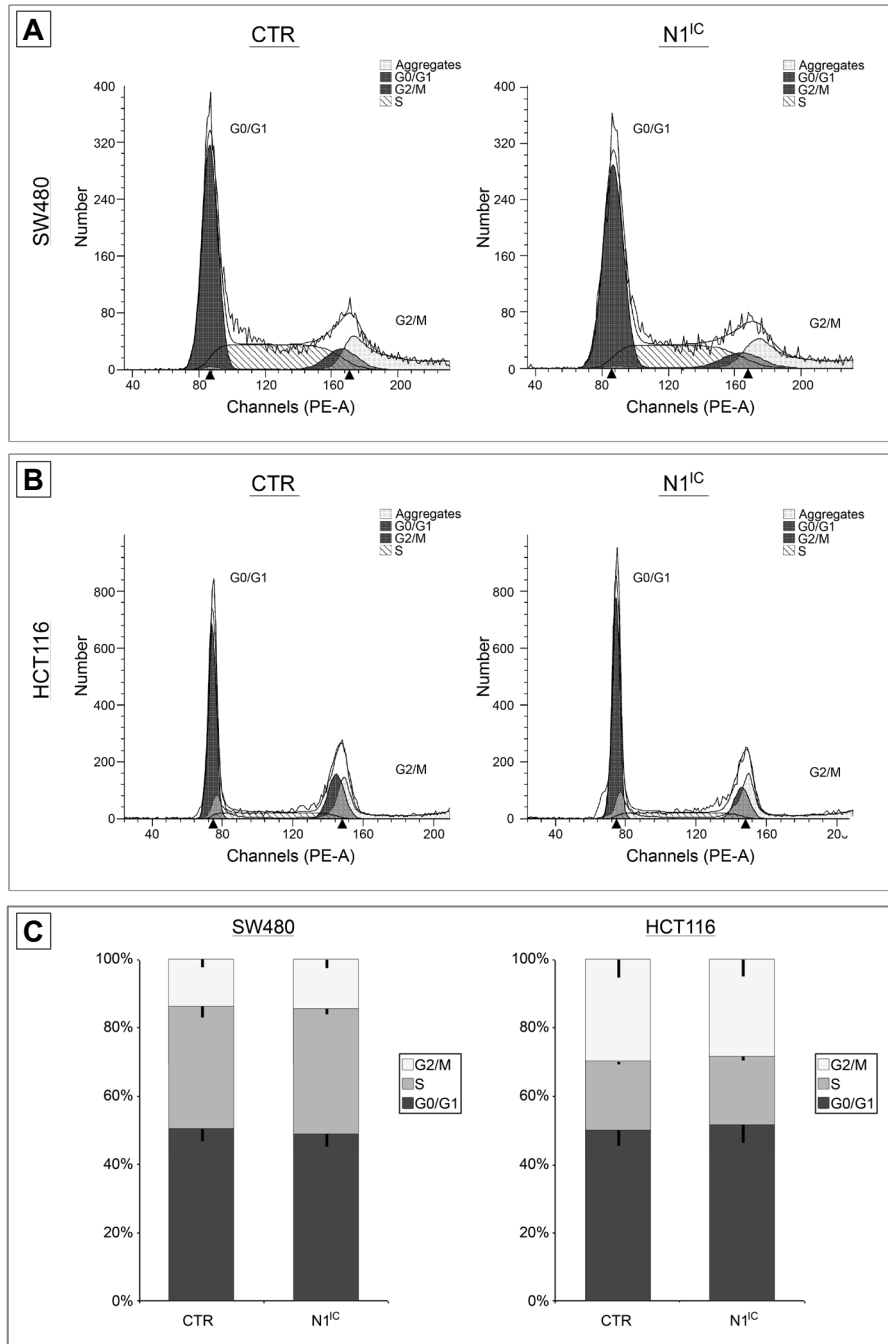 A
CTR
N1IC
SW480
Aggregates
G0/G1
G2/M
S
G0/G1
G2/M
Number
400
320
240
160
80
0
40 80 120 160 200
Channels (PE-A)
Aggregates
G0/G1
G2/M
S
G0/G1
G2/M
Number
400
320
240
160
80
0
40 80 120 160 200
Channels (PE-A)
B
CTR
N1IC
HCT116
Aggregates
G0/G1
G2/M
S
G0/G1
G2/M
Number
800
600
400
200
0
40 80 120 160 200
Channels (PE-A)
Aggregates
G0/G1
G2/M
S
G0/G1
G2/M
Number
800
600
400
200
0
40 80 120 160 200
Channels (PE-A)
C
SW480
100%
80%
60%
40%
20%
0%
CTR N1IC
G2/M
S
G0/G1
HCT116
100%
80%
60%
40%
20%
0%
CTR N1IC
G2/M
S
G0/G1